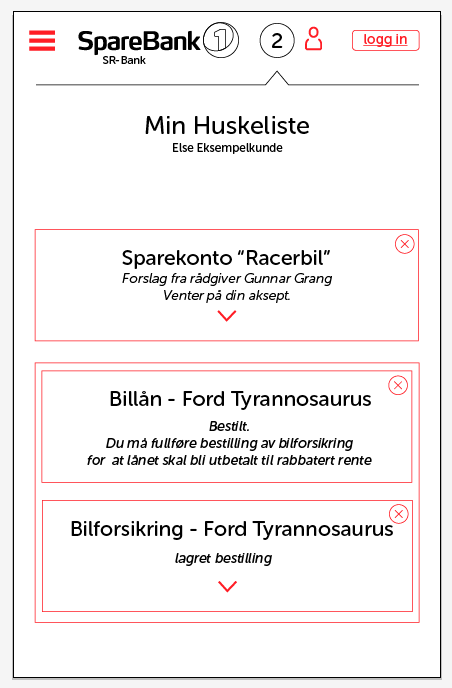 SpareBank 1
SR-Bank
2
logg in
Min Huskeliste
Else Eksempelkunde
Sparekonto “Racerbil”
Forslag fra rådgiver Gunnar Grang
Venter på din aksept.
Billån - Ford Tyrannosaurus
Bestilt.
Du må fullføre bestilling av bilforsikring
for at lånet skal bli utbetalt til rabbatert rente
Bilforsikring - Ford Tyrannosaurus
lagret bestilling